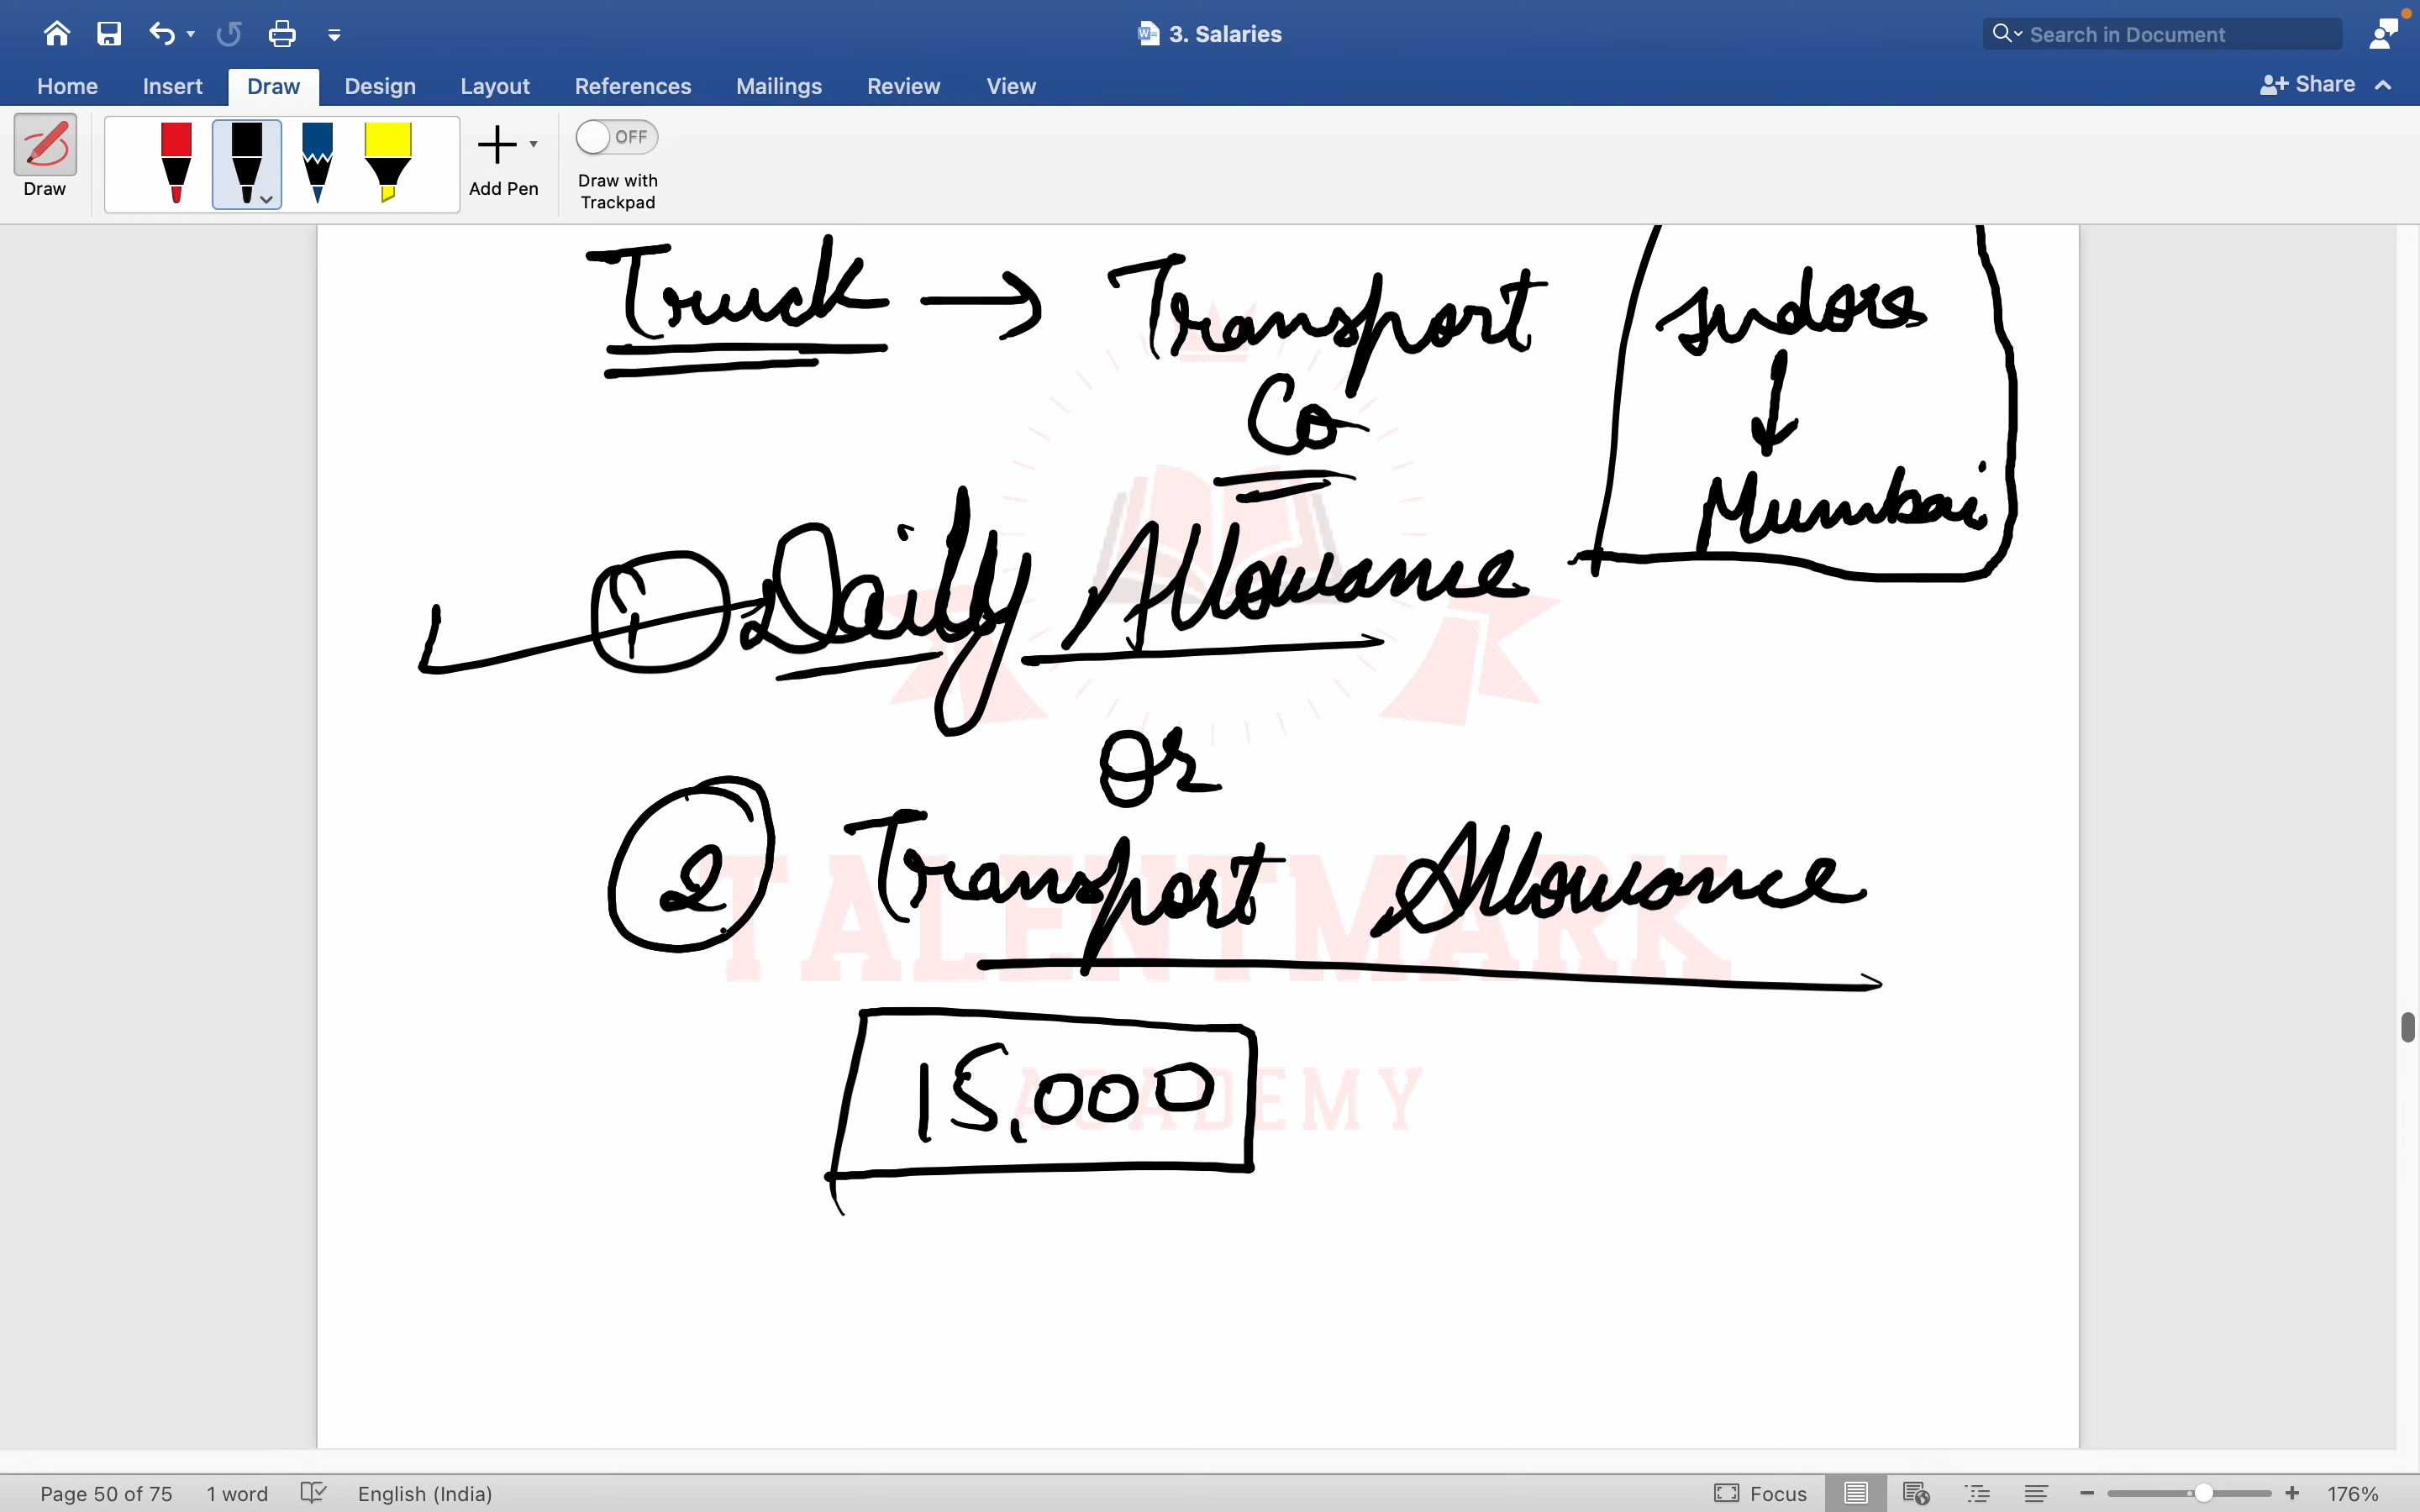 3. Salaries
Search in Document
Home Insert Draw Design Layout References Mailings Review View
Share
Draw
Add Pen
OFF
Draw with
Trackpad
Truck → Transport
Co
Indore
↓
Mumbai
① Daily Allowance
or
② Transport Allowance
15,000
TALENTMARK
ACADEMY
Page 50 of 75 1 word English (India) Focus 176%